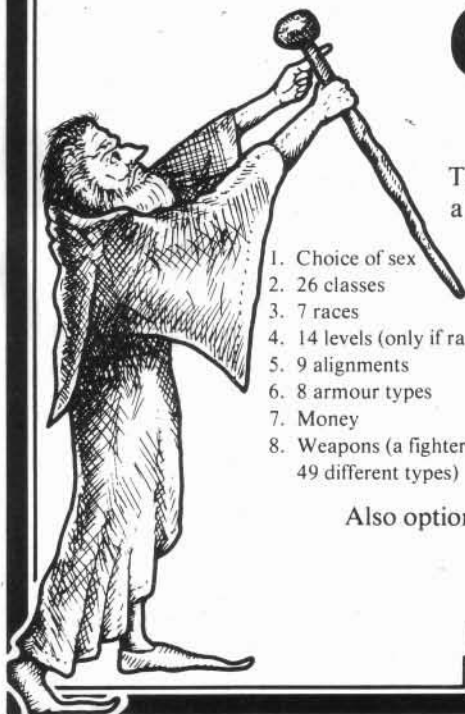 T
a
1. Choice of sex
2. 26 classes
3. 7 races
4. 14 levels (only if ra
5. 9 alignments
6. 8 armour types
7. Money
8. Weapons (a fighter
49 different types)
Also option